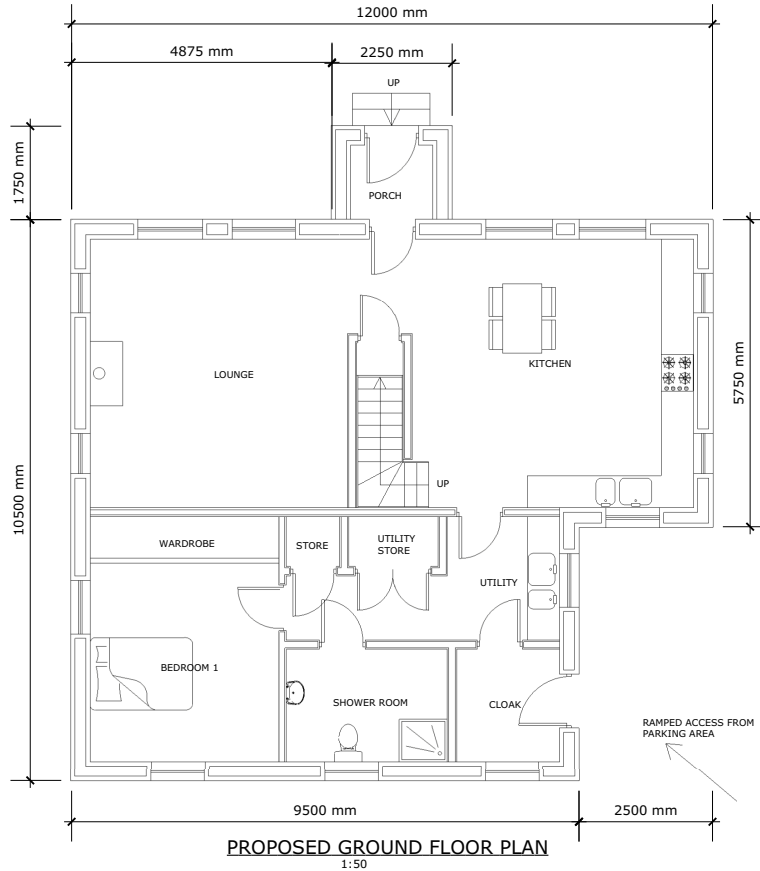 12000 mm
4875 mm
2250 mm
UP
1750 mm
PORCH
10500 mm
5750 mm
LOUNGE
KITCHEN
UP
WARDROBE
STORE
UTILITY
STORE
UTILITY
BEDROOM 1
SHOWER ROOM
CLOAK
RAMPED ACCESS FROM
PARKING AREA
9500 mm
2500 mm
PROPOSED GROUND FLOOR PLAN
1:50